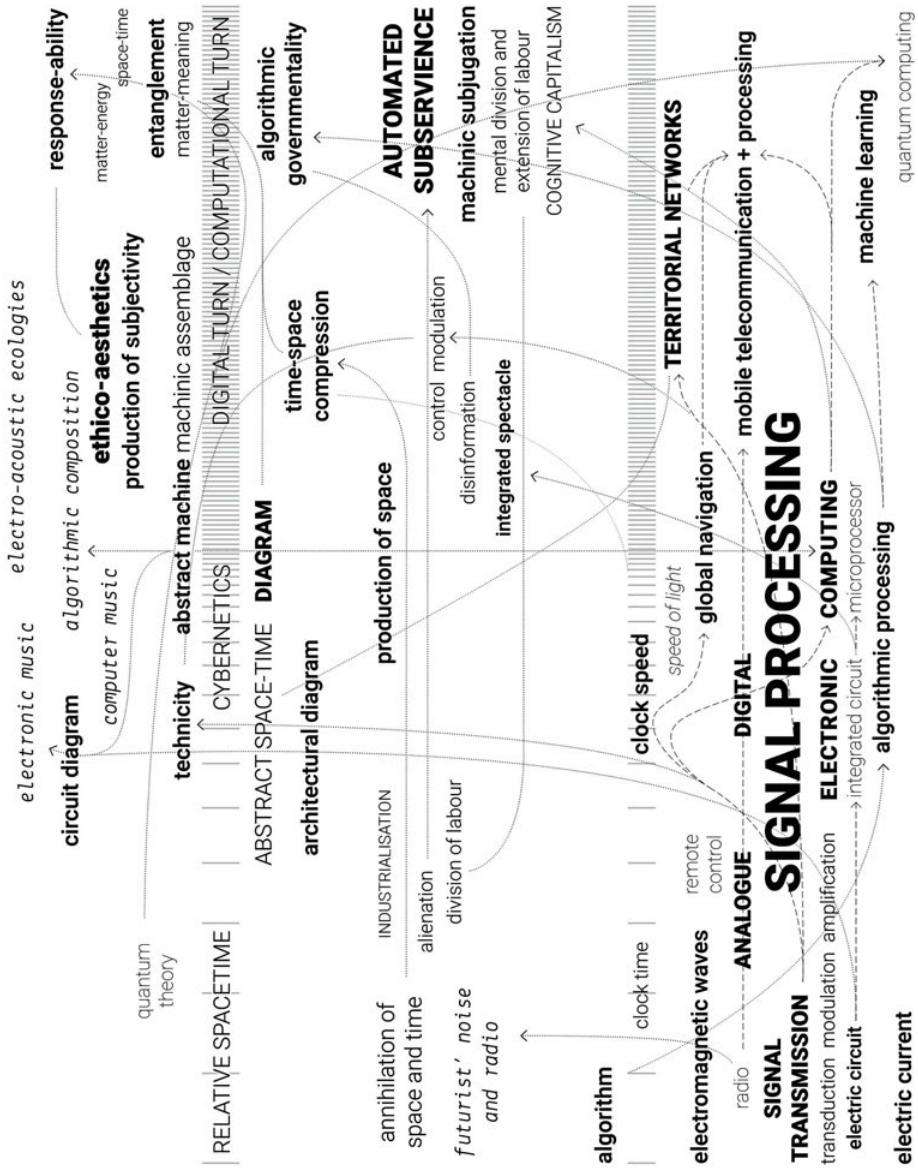 electronic music
electro-acoustic ecologies
circuit diagram
algorithmic composition
response-ability
computer music
ethico-aesthetics
production of subjectivity
matter-energy
space-time
quantum
theory
technicity
abstract machine machinic assemblage
entanglement
matter-meaning
RELATIVE SPACETIME
CYBERNETICS
DIGITAL TURN / COMPUTATIONAL TURN
ABSTRACT SPACE-TIME
DIAGRAM
algorithmic
governmentality
architectural diagram
time-space
compression
annihilation of
space and time
INDUSTRIALISATION
production of space
AUTOMATED
SUBSERVIENCE
alienation
control modulation
futurist' noise
and radio
division of labour
disinformation
machinic subjugation
integrated spectacle
mental division and
extension of labour
COGNITIVE CAPITALISM
algorithm
clock time
clock speed
speed of light
TERRITORIAL NETWORKS
electromagnetic waves
remote
control
global navigation
radio
ANALOGUE
DIGITAL
mobile telecommunication + processing
SIGNAL
TRANSMISSION
SIGNAL PROCESSING
transduction modulation amplification
ELECTRONIC
COMPUTING
electric circuit
integrated circuit
microprocessor
algorithmic processing
machine learning
electric current
quantum computing